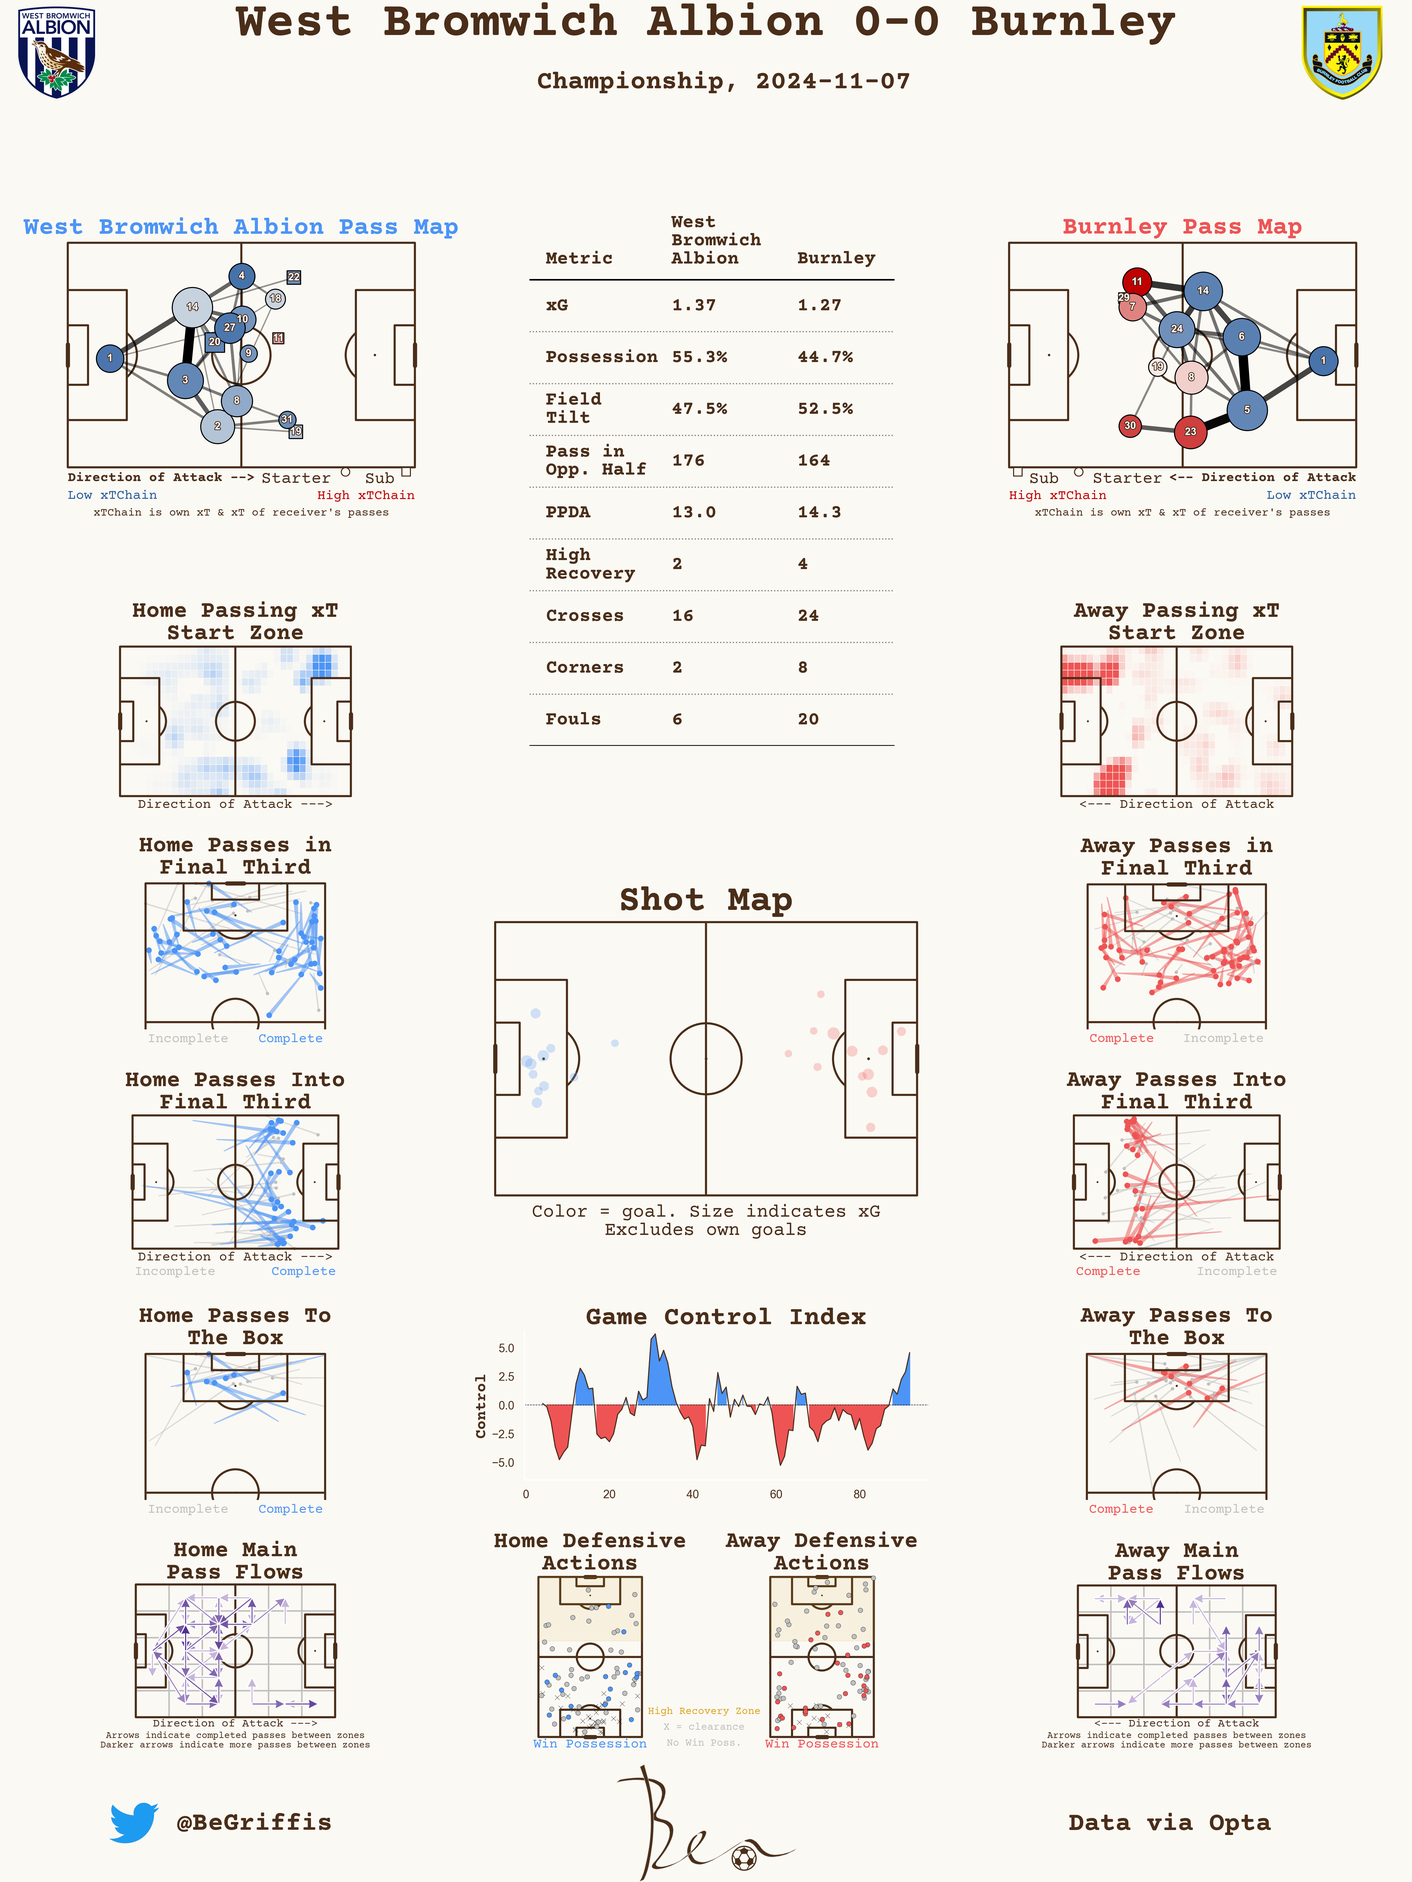 West Bromwich Albion 0-0 Burnley
Championship, 2024-11-07
WEST BROMWICH
ALBION
BURNLEY FOOTBALL CLUB
West Bromwich Albion Pass Map
4
22
14
18
10
27
20
11
9
1
3
8
31
2
19
Direction of Attack --> Starter Sub
Low xTChain High xTChain
xTChain is own xT & xT of receiver's passes
Metric West Bromwich Albion Burnley
xG 1.37 1.27
Possession 55.3% 44.7%
Field Tilt 47.5% 52.5%
Pass in Opp. Half 176 164
PPDA 13.0 14.3
High Recovery 2 4
Crosses 16 24
Corners 2 8
Fouls 6 20
Burnley Pass Map
11
14
29
7
24
6
1
19
8
5
30
23
Sub Starter <-- Direction of Attack
High xTChain Low xTChain
xTChain is own xT & xT of receiver's passes
Home Passing xT
Start Zone
Direction of Attack --->
Away Passing xT
Start Zone
<--- Direction of Attack
Home Passes in
Final Third
Incomplete Complete
Away Passes in
Final Third
Complete Incomplete
Shot Map
Color = goal. Size indicates xG
Excludes own goals
Home Passes Into
Final Third
Direction of Attack --->
Incomplete Complete
Away Passes Into
Final Third
<--- Direction of Attack
Complete Incomplete
Home Passes To
The Box
Incomplete Complete
Game Control Index
Control
5.0
2.5
0.0
−2.5
−5.0
0 20 40 60 80
Away Passes To
The Box
Complete Incomplete
Home Main
Pass Flows
Direction of Attack --->
Arrows indicate completed passes between zones
Darker arrows indicate more passes between zones
Home Defensive
Actions
Win Possession
High Recovery Zone
X = clearance
No Win Poss.
Away Defensive
Actions
Win Possession
Away Main
Pass Flows
<--- Direction of Attack
Arrows indicate completed passes between zones
Darker arrows indicate more passes between zones
@BeGriffis
Ben
Data via Opta